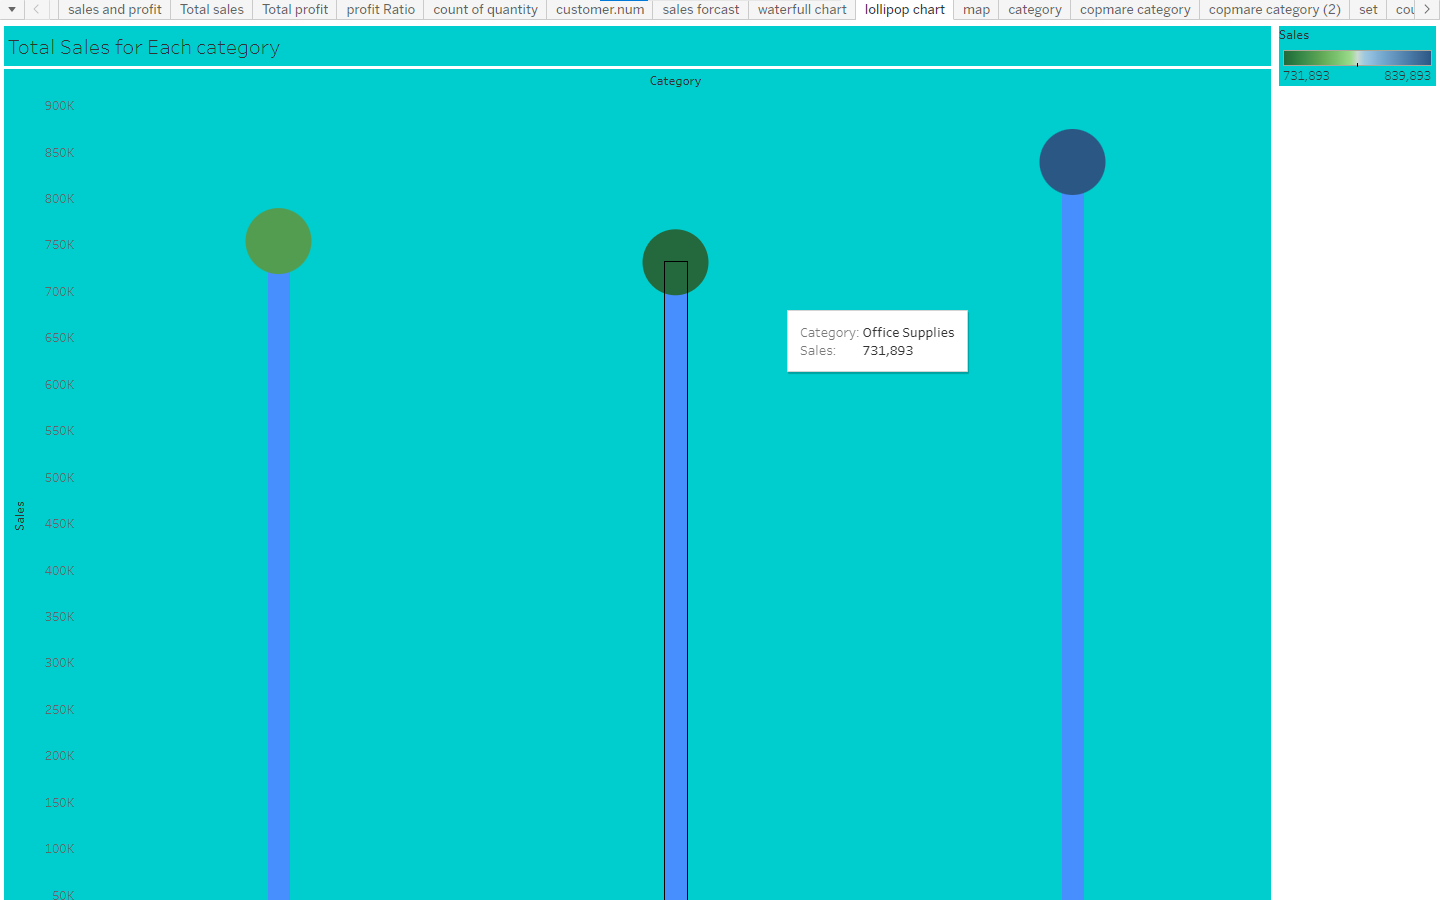 sales and profit Total sales Total profit profit Ratio count of quantity customer.num sales forcast waterfull chart lollipop chart map category copmare category copmare category (2) set
Total Sales for Each category
Sales
731,893 839,893
Category
900K
850K
800K
750K
700K
650K
600K
550K
500K
450K
400K
350K
300K
250K
200K
150K
100K
50K
Sales
Category: Office Supplies
Sales: 731,893